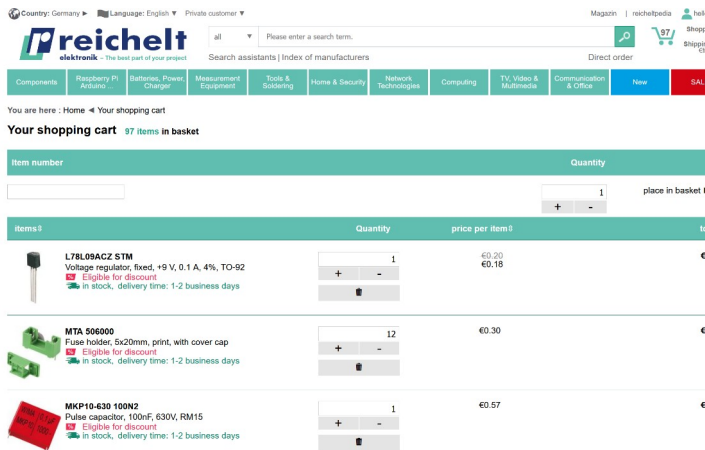 Country: Germany ▶ Language: English ▼ Private customer ▼ Magazin | reicheltpedia
reichelt
elektronik – The best part of your project
all ▼ Please enter a search term.
97
Search assistants | Index of manufacturers Direct order
Componente Raspberry Pi Arduino ... Batteries, Power, Charger Measurement Equipment Tools & Soldering Home & Security Network Technologies Computing TV, Video & Multimedia Communication & Office New
You are here : Home ◄ Your shopping cart
Your shopping cart 97 items in basket
Item number Quantity
1 place in basket
+ -
items Quantity price per item
L78L09ACZ STM 1 €0.20
Voltage regulator, fixed, +9 V, 0.1 A, 4%, TO-92 €0.18
% Eligible for discount + -
in stock, delivery time: 1-2 business days
MTA 506000 12 €0.30
Fuse holder, 5x20mm, print, with cover cap
% Eligible for discount + -
in stock, delivery time: 1-2 business days
MKP10-630 100N2 1 €0.57
Pulse capacitor, 100nF, 630V, RM15
% Eligible for discount + -
in stock, delivery time: 1-2 business days